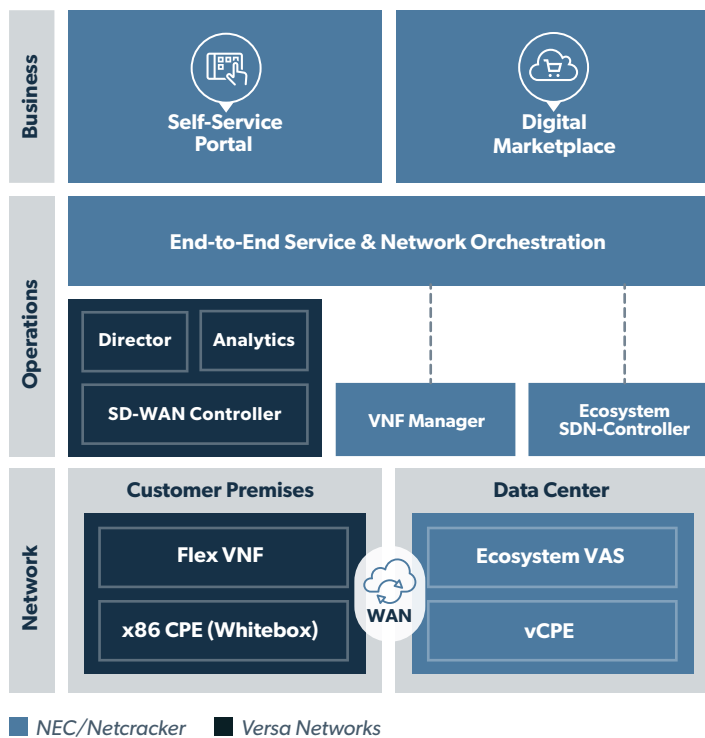 Business
Self-Service
Portal
Digital
Marketplace
Operations
End-to-End Service & Network Orchestration
Director
Analytics
SD-WAN Controller
VNF Manager
Ecosystem
SDN-Controller
Network
Customer Premises
Data Center
Flex VNF
x86 CPE (Whitebox)
WAN
Ecosystem VAS
vCPE
NEC/Netcracker
Versa Networks